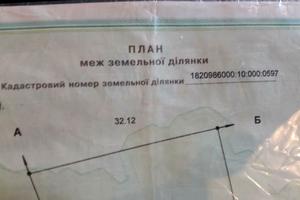 ПЛАН
меж земельної ділянки
Кадастровий номер земельної ділянки 1820986000:10:000:0597
А
32.12
Б